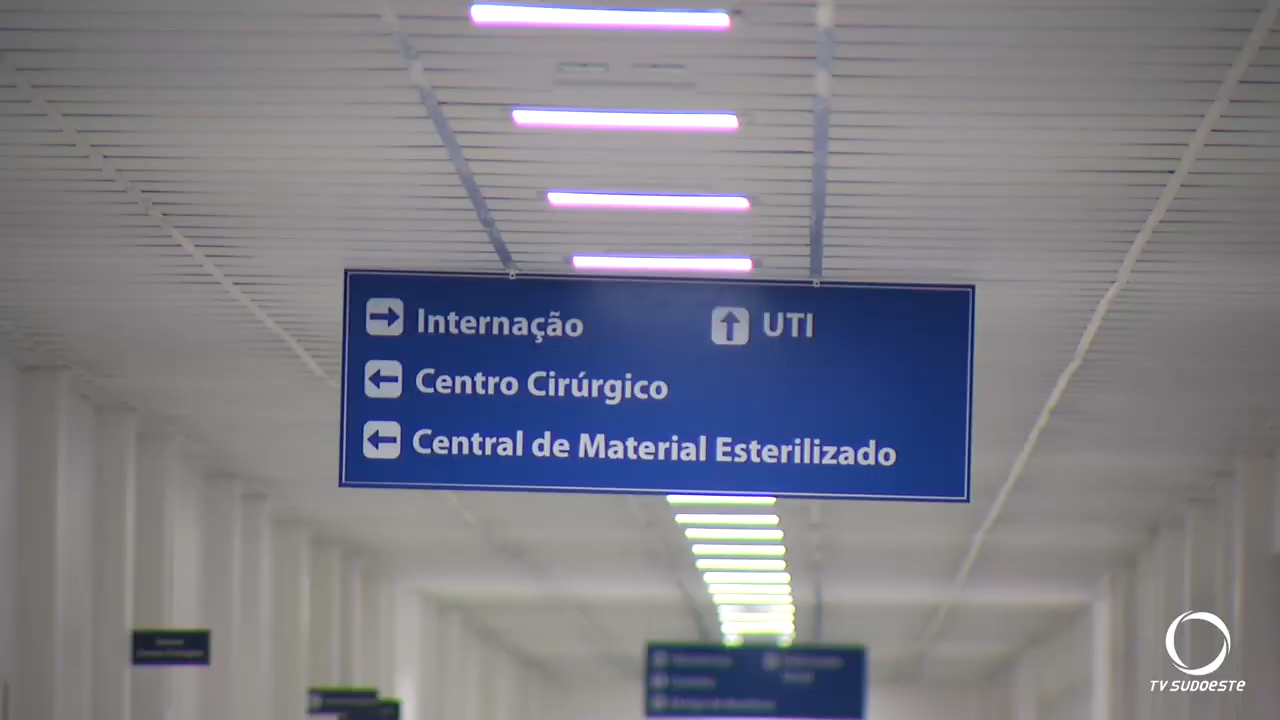 Internação
UTI
Centro Cirúrgico
Central de Material Esterilizado
TV SUDOESTE